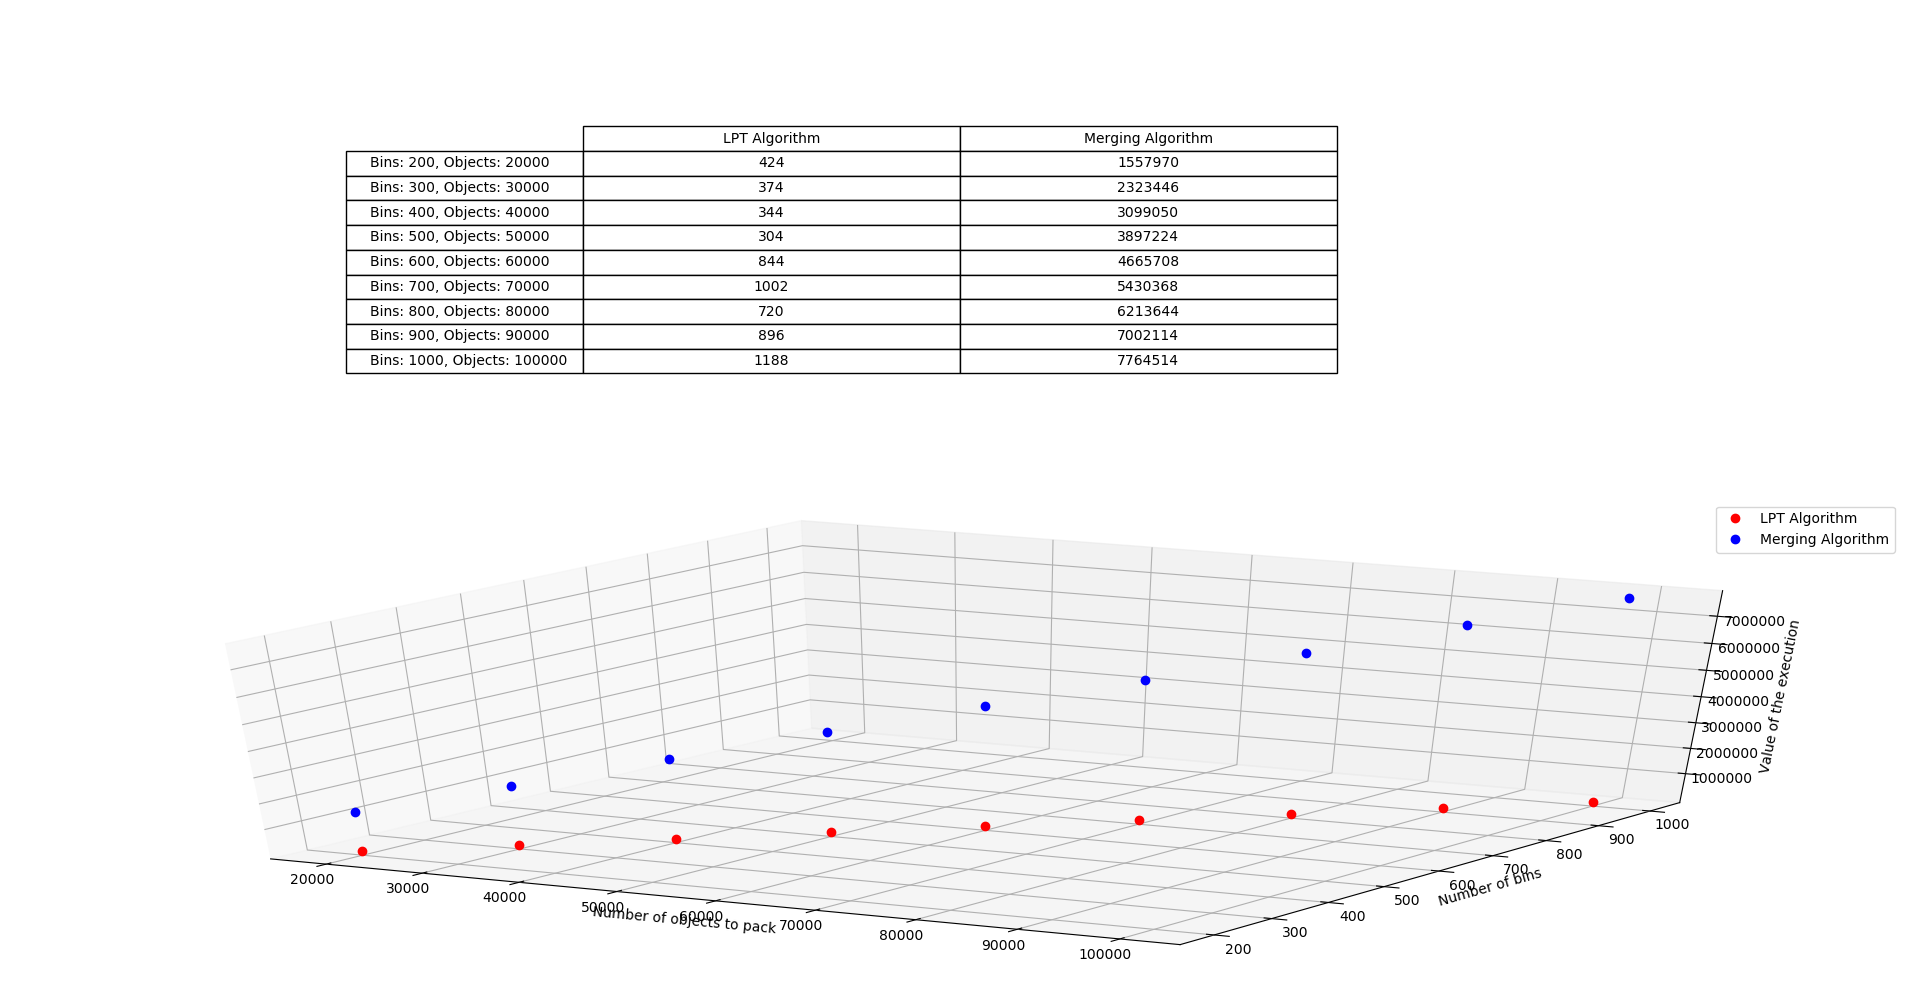 LPT Algorithm Merging Algorithm
Bins: 200, Objects: 20000 424 1557970
Bins: 300, Objects: 30000 374 2323446
Bins: 400, Objects: 40000 344 3099050
Bins: 500, Objects: 50000 304 3897224
Bins: 600, Objects: 60000 844 4665708
Bins: 700, Objects: 70000 1002 5430368
Bins: 800, Objects: 80000 720 6213644
Bins: 900, Objects: 90000 896 7002114
Bins: 1000, Objects: 100000 1188 7764514
LPT Algorithm
Merging Algorithm
7000000
6000000
5000000
4000000
3000000
2000000
1000000
Value of the execution
20000
30000
40000
50000
60000
70000
80000
90000
100000
Number of objects to pack
200
300
400
500
600
700
800
900
1000
Number of bins